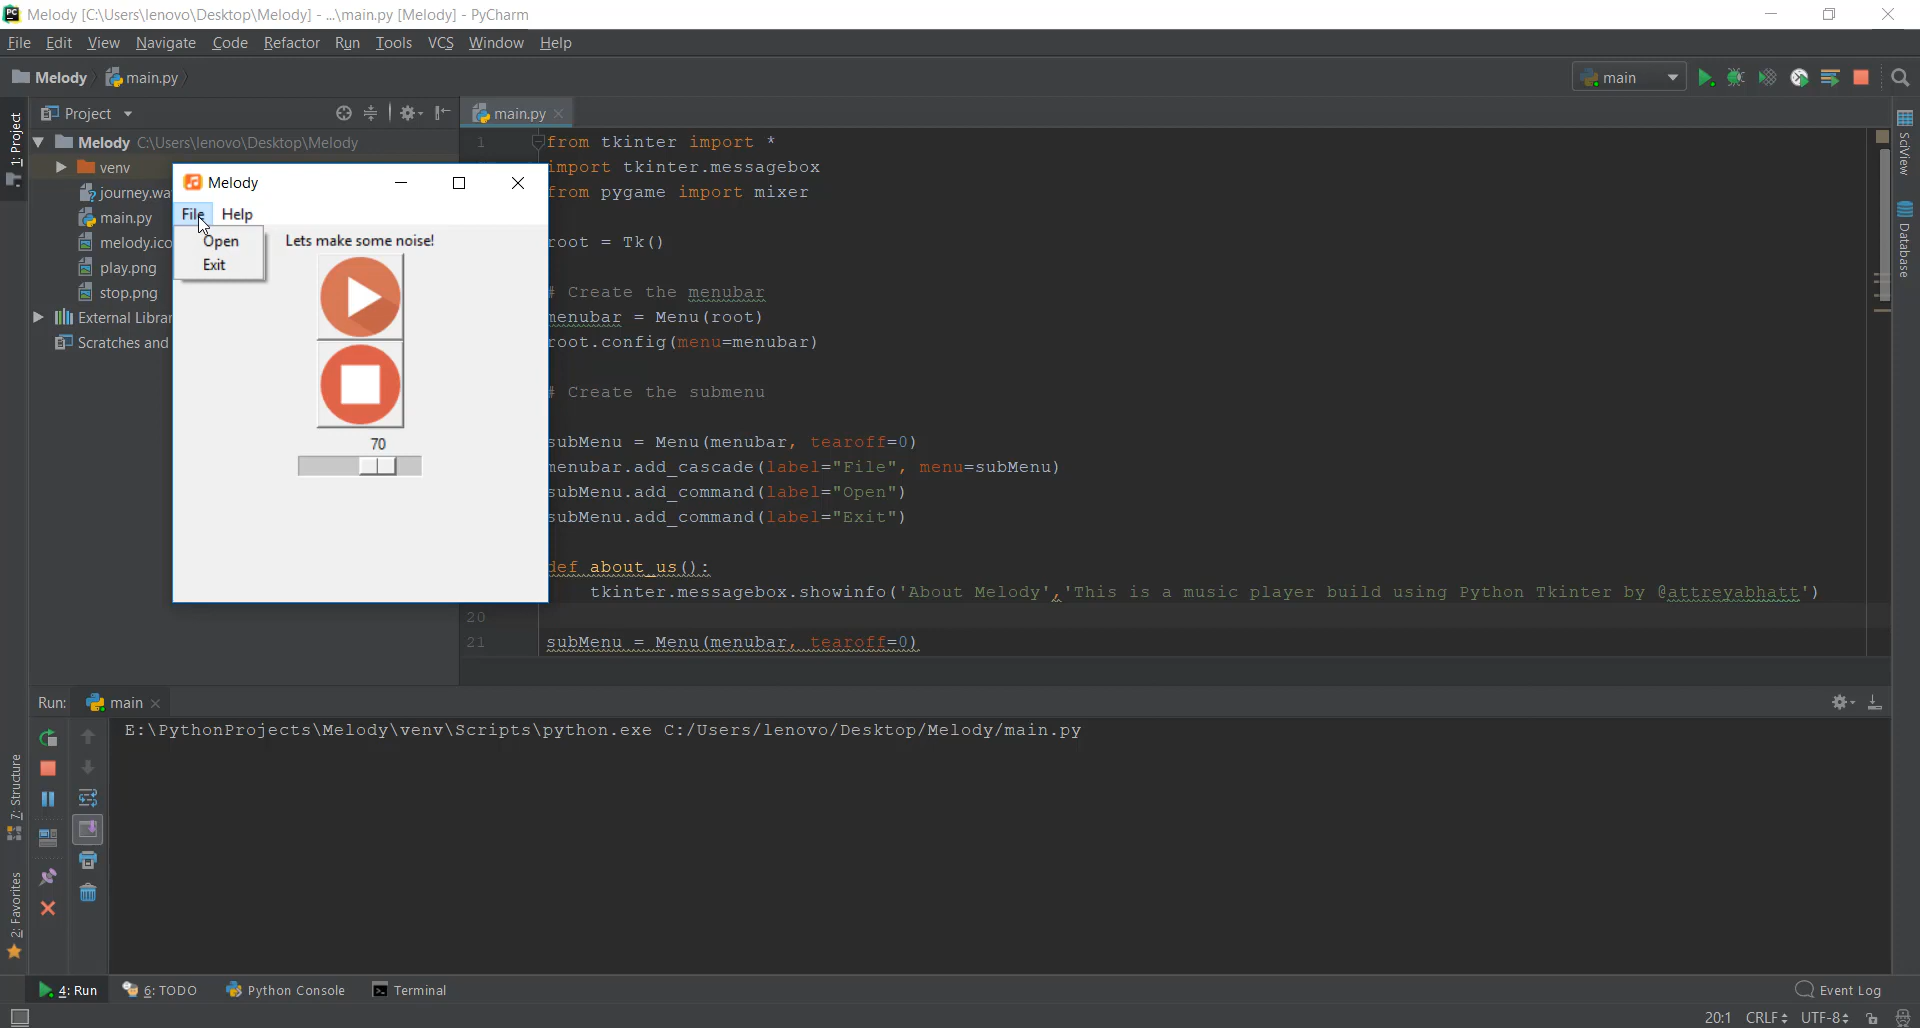 Melody [C:\Users\lenovo\Desktop\Melody] - ...\main.py [Melody] - PyCharm
File Edit View Navigate Code Refactor Run Tools VCS Window Help
Melody main.py
main
Project
main.py
1: Project
Melody C:\Users\lenovo\Desktop\Melody
venv
journey.wa
main.py
melody.ico
play.png
stop.png
External Librar
Scratches and
Melody
File Help
Open
Exit
Lets make some noise!
70
1 from tkinter import *
import tkinter.messagebox
from pygame import mixer
root = Tk()
# Create the menubar
menubar = Menu(root)
root.config(menu=menubar)
# Create the submenu
subMenu = Menu(menubar, tearoff=0)
menubar.add_cascade(label="File", menu=subMenu)
subMenu.add_command(label="Open")
subMenu.add_command(label="Exit")
def about_us():
tkinter.messagebox.showinfo('About Melody','This is a music player build using Python Tkinter by @attreyabhatt')
20
21 subMenu = Menu(menubar, tearoff=0)
SciView
Database
Run: main
E:\PythonProjects\Melody\venv\Scripts\python.exe C:/Users/lenovo/Desktop/Melody/main.py
7: Structure
2: Favorites
4: Run 6: TODO Python Console Terminal Event Log
20:1 CRLF UTF-8